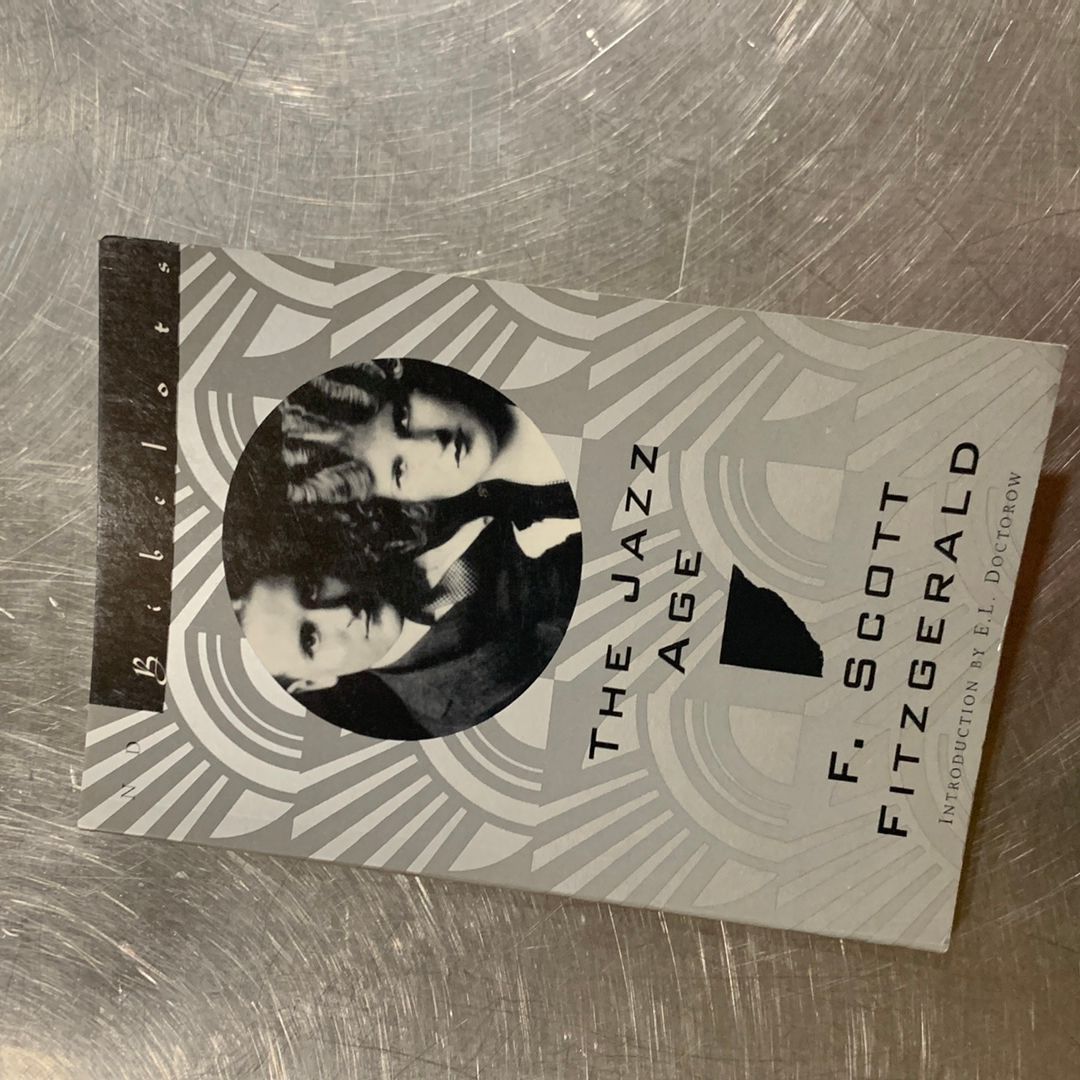 N D Bibelots
THE JAZZ
AGE
F. SCOTT
FITZGERALD
INTRODUCTION BY E.L. DOCTOROW